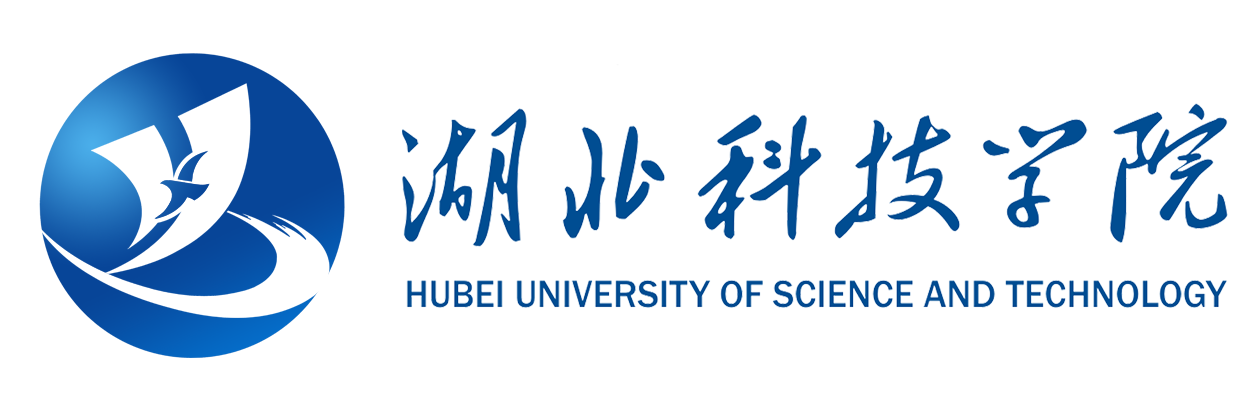 湖北科技学院
HUBEI UNIVERSITY OF SCIENCE AND TECHNOLOGY